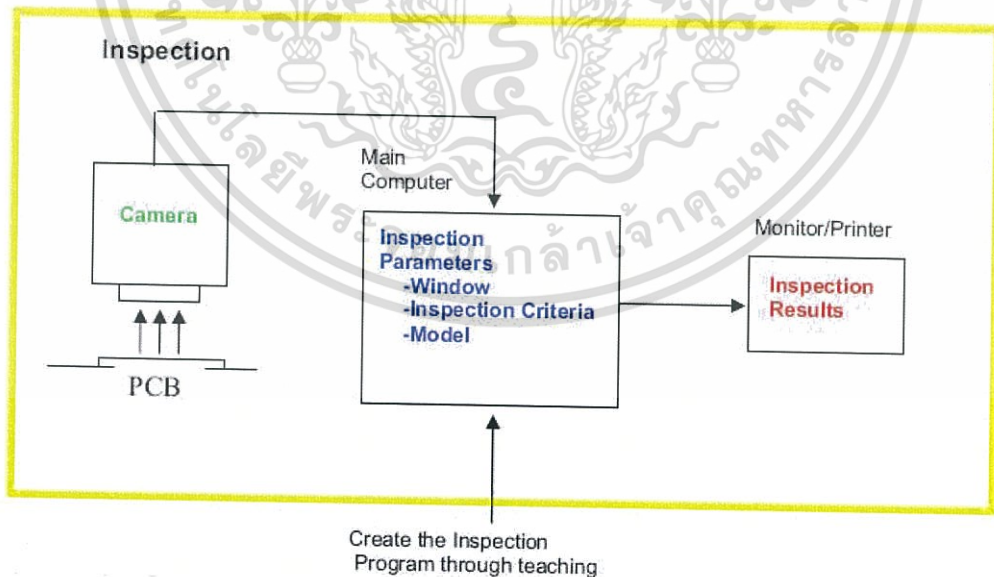 Inspection
Camera
PCB
Main
Computer
Inspection
Parameters
-Window
-Inspection Criteria
-Model
Monitor/Printer
Inspection
Results
Create the Inspection
Program through teaching